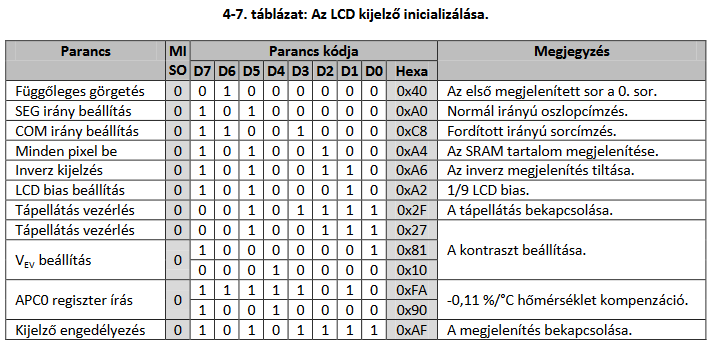 4-7. táblázat: Az LCD kijelző inicializálása.
Parancs MI SO Parancs kódja Megjegyzés
D7 D6 D5 D4 D3 D2 D1 D0 Hexa
Függőleges görgetés 0 0 1 0 0 0 0 0 0 0x40 Az első megjelenített sor a 0. sor.
SEG irány beállítás 0 1 0 1 0 0 0 0 0 0xA0 Normál irányú oszlopcímzés.
COM irány beállítás 0 1 1 0 0 1 0 0 0 0xC8 Fordított irányú sorcímzés.
Minden pixel be 0 1 0 1 0 0 1 0 0 0xA4 Az SRAM tartalom megjelenítése.
Inverz kijelzés 0 1 0 1 0 0 1 1 0 0xA6 Az inverz megjelenítés tiltása.
LCD bias beállítás 0 1 0 1 0 0 0 1 0 0xA2 1/9 LCD bias.
Tápellátás vezérlés 0 0 0 1 0 1 1 1 1 0x2F A tápellátás bekapcsolása.
Tápellátás vezérlés 0 0 0 1 0 0 1 1 1 0x27
VEV beállítás 0 1 0 0 0 0 0 0 1 0x81 A kontraszt beállítása.
0 0 0 1 0 0 0 0 0x10
APC0 regiszter írás 0 1 1 1 1 1 0 1 0 0xFA -0,11 %/°C hőmérséklet kompenzáció.
1 0 0 1 0 0 0 0 0x90
Kijelző engedélyezés 0 1 0 1 0 1 1 1 1 0xAF A megjelenítés bekapcsolása.